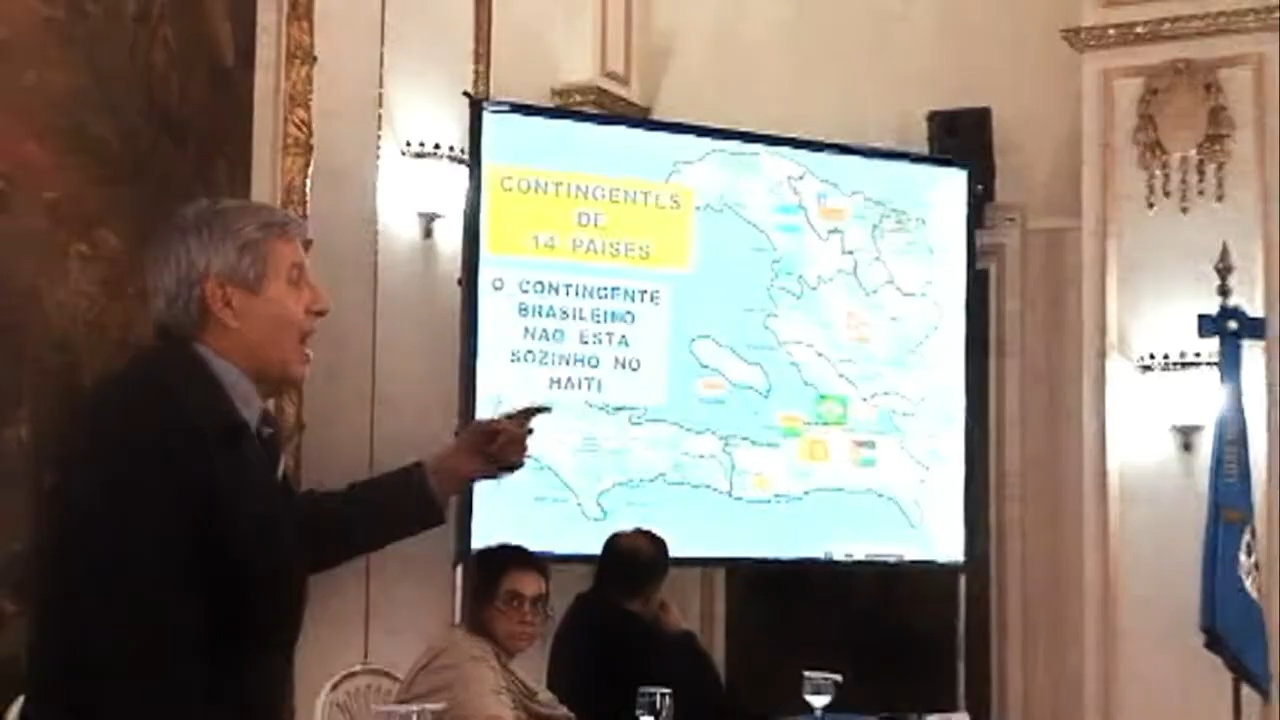 CONTINGENTES
DE
14 PAISES
O CONTINGENTE
BRASILEIRO
NAO ESTA
SOZINHO NO
HAITI